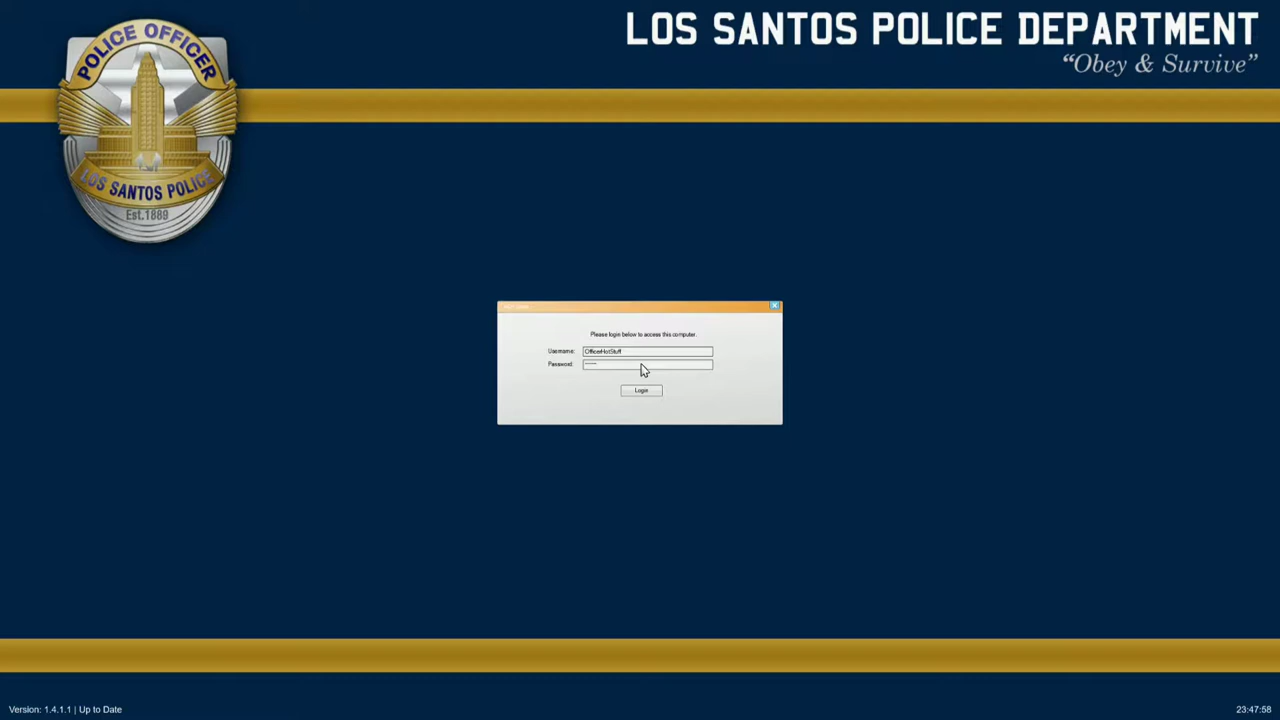 LOS SANTOS POLICE DEPARTMENT
“Obey & Survive”
POLICE OFFICER
LOS SANTOS POLICE
Est.1889
Please login below to access this computer.
Username: OfficerHotStuff
Password:
Login
Version: 1.4.1.1 | Up to Date
23:47:58